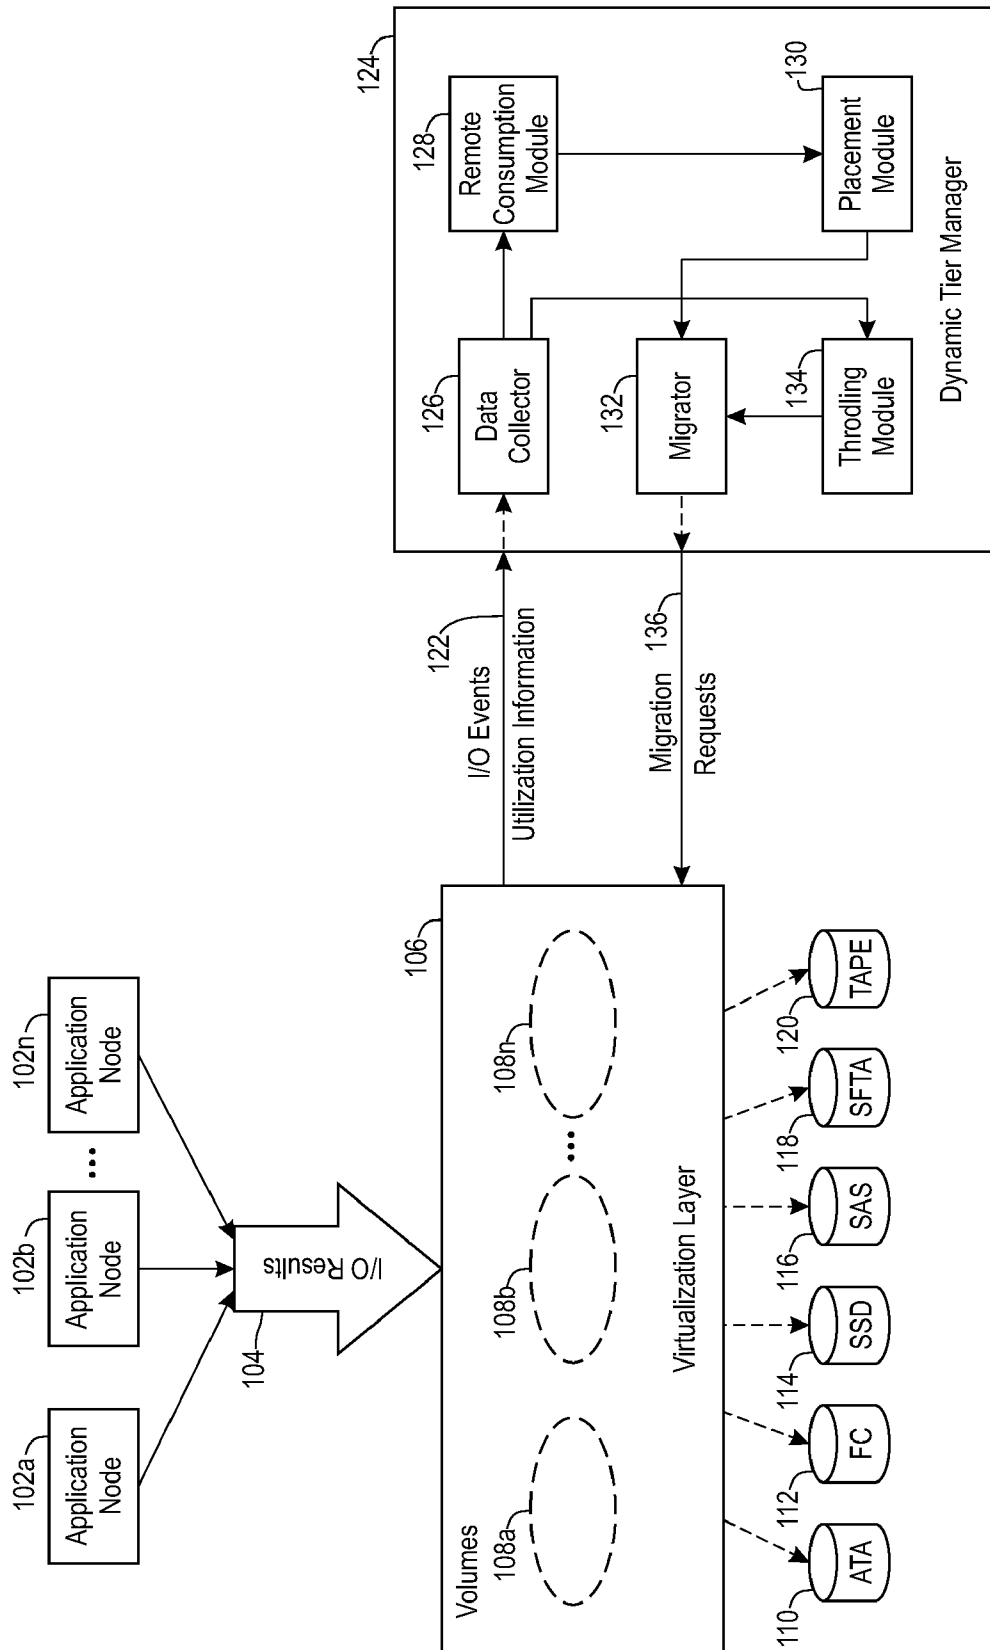 102a
Application
Node
102b
Application
Node
...
102n
Application
Node
104
I/O Results
106
Volumes
108a
108b
...
108n
Virtualization Layer
110
ATA
112
FC
114
SSD
116
SAS
118
SFTA
120
TAPE
I/O Events
122
Utilization Information
Migration
136
Requests
124
126
Data
Collector
128
Remote
Consumption
Module
132
Migrator
134
Throdling
Module
130
Placement
Module
Dynamic Tier Manager